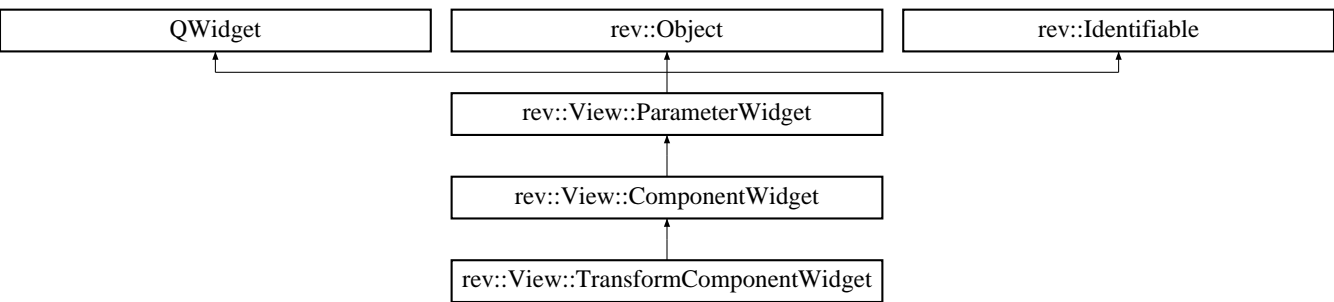 QWidget
rev::Object
rev::Identifiable
rev::View::ParameterWidget
rev::View::ComponentWidget
rev::View::TransformComponentWidget